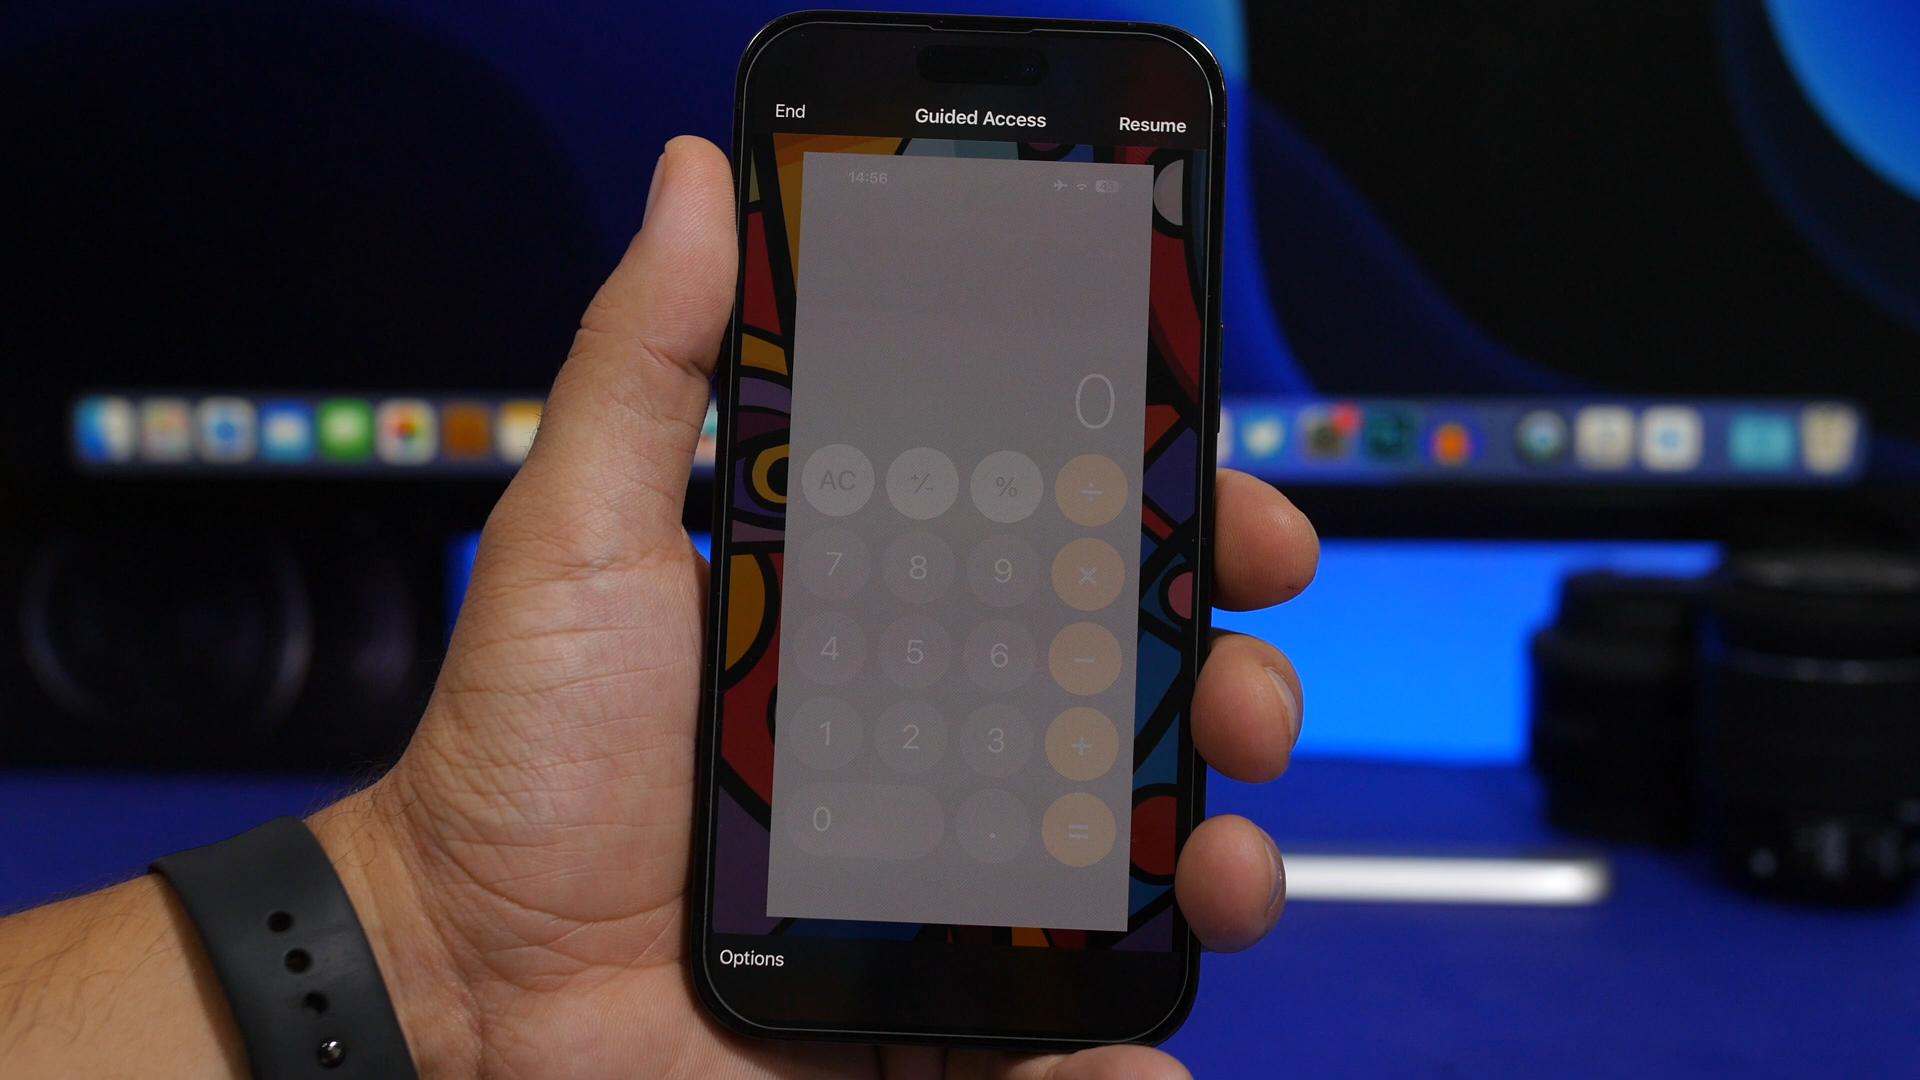 End Guided Access Resume
14:56 43
0
AC +/- % ÷
7 8 9 ×
4 5 6 −
1 2 3 +
0 . =
Options